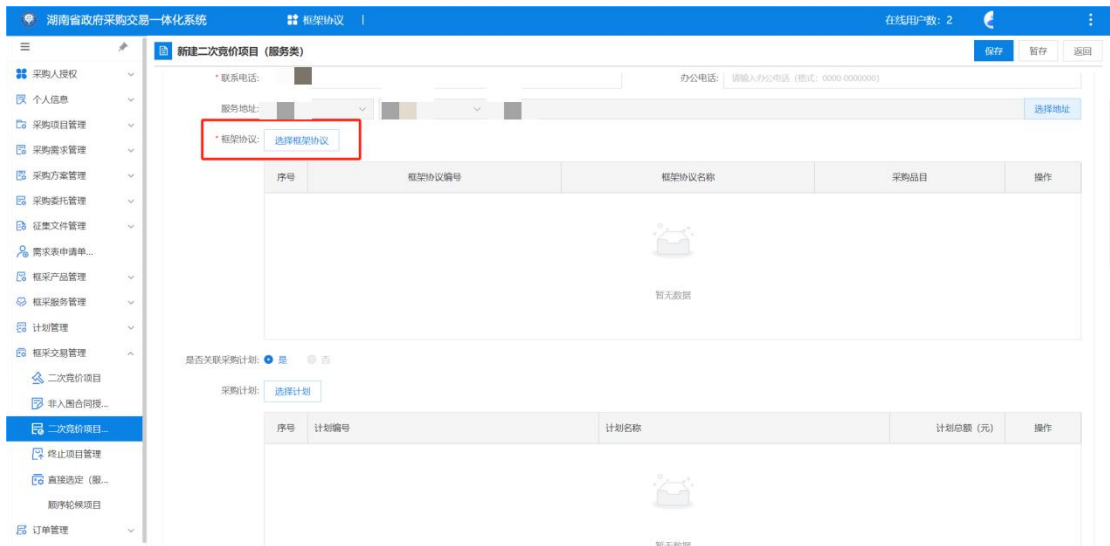 湖南省政府采购交易一体化系统 框架协议 在线用户数: 2
新建二次竞价项目（服务类） 保存 暂存 返回
采购人授权
个人信息
采购项目管理
采购需求管理
采购方案管理
采购委托管理
征集文件管理
需求表申请单...
框采产品管理
框采服务管理
计划管理
框采交易管理
二次竞价项目
非入围合同授...
二次竞价项目...
终止项目管理
直接选定（服...
顺序轮候项目
订单管理
* 联系电话: 办公电话: 请输入办公电话（格式：0000-0000000）
服务地址: 选择地址
* 框架协议: 选择框架协议
序号 框架协议编号 框架协议名称 采购品目 操作
暂无数据
是否关联采购计划: 是 否
采购计划: 选择计划
序号 计划编号 计划名称 计划总额（元） 操作
暂无数据